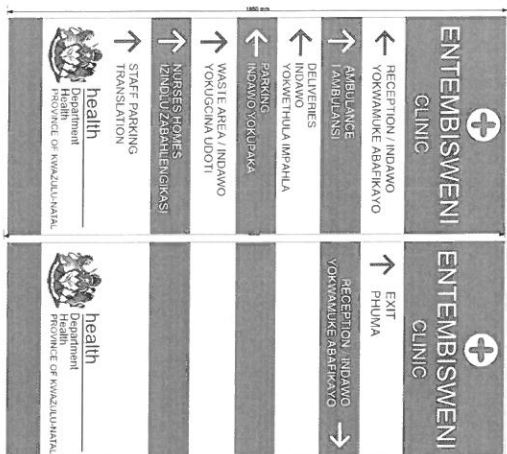 1850 mm
ENTEMBISWENI
CLINIC
RECEPTION / INDAWO
YOKWAMUKE ABAFIKAYO
AMBULANCE
AMBULANSI
DELIVERIES
INDAWO
YOKWETHULA IMPAHLA
PARKING
INDAWO YOKUPAKA
WASTE AREA / INDAWO
YOKUGCINA UDOTI
NURSES HOMES
IZINDLU ZABAHLENGIKASI
STAFF PARKING
TRANSLATION
health
Department
Health
PROVINCE OF KWAZULU-NATAL
ENTEMBISWENI
CLINIC
EXIT
PHUMA
RECEPTION / INDAWO
YOKWAMUKE ABAFIKAYO
health
Department
Health
PROVINCE OF KWAZULU-NATAL